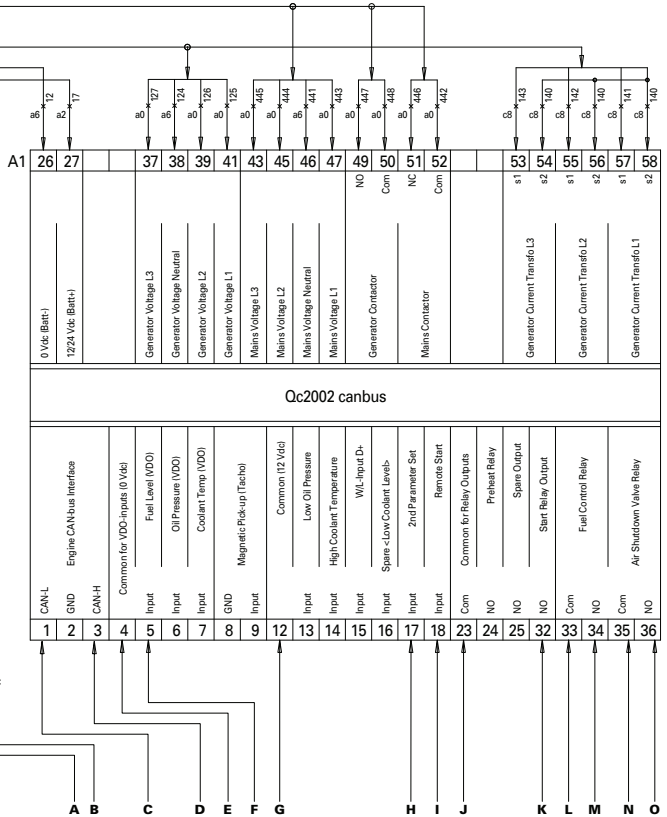 12 17 127 124 126 125 445 444 441 443 447 448 446 442 143 140 142 140 141 140
a6 a2 a0 a6 a0 a0 a0 a0 a6 a0 a0 a0 a0 a0 c8 c8 c8 c8 c8 c8
A1 26 27 37 38 39 41 43 45 46 47 49 50 51 52 53 54 55 56 57 58
NO Com NC Com s1 s2 s1 s2 s1 s2
0 Vdc (Batt-)
12/24 Vdc (Batt+)
Generator Voltage L3
Generator Voltage Neutral
Generator Voltage L2
Generator Voltage L1
Mains Voltage L3
Mains Voltage L2
Mains Voltage Neutral
Mains Voltage L1
Generator Contactor
Mains Contactor
Generator Current Transfo L3
Generator Current Transfo L2
Generator Current Transfo L1
Qc2002 canbus
Engine CAN-bus Interface
Common for VDO-inputs (0 Vdc)
Fuel Level (VDO)
Oil Pressure (VDO)
Coolant Temp (VDO)
Magnetic Pick-up (Tacho)
Common (12 Vdc)
Low Oil Pressure
High Coolant Temperature
W/L-Input D+
Spare <Low Coolant Level>
2nd Parameter Set
Remote Start
Common for Relay Outputs
Preheat Relay
Spare Output
Start Relay Output
Fuel Control Relay
Air Shutdown Valve Relay
CAN-L GND CAN-H Input Input Input GND Input Input Input Input Input Input Input Com NO NO NO Com NO Com NO
1 2 3 4 5 6 7 8 9 12 13 14 15 16 17 18 23 24 25 32 33 34 35 36
A B C D E F G H I J K L M N O